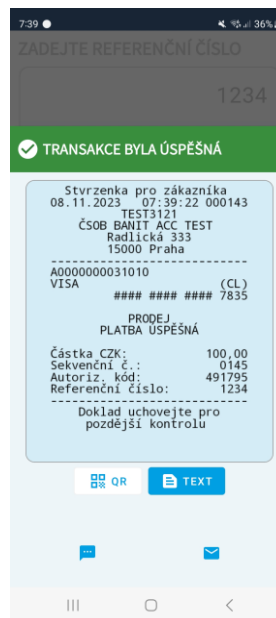 7:39 36%
ZADEJTE REFERENČNÍ ČÍSLO
1234
TRANSAKCE BYLA ÚSPĚŠNÁ
Stvrzenka pro zákazníka
08.11.2023 07:39:22 000143
TEST3121
ČSOB BANIT ACC TEST
Radlická 333
15000 Praha
A0000000031010
VISA (CL)
#### #### #### 7835
PRODEJ
PLATBA ÚSPĚŠNÁ
Částka CZK: 100,00
Sekvenční č.: 0145
Autoriz. kód: 491795
Referenční číslo: 1234
Doklad uchovejte pro
pozdější kontrolu
QR TEXT